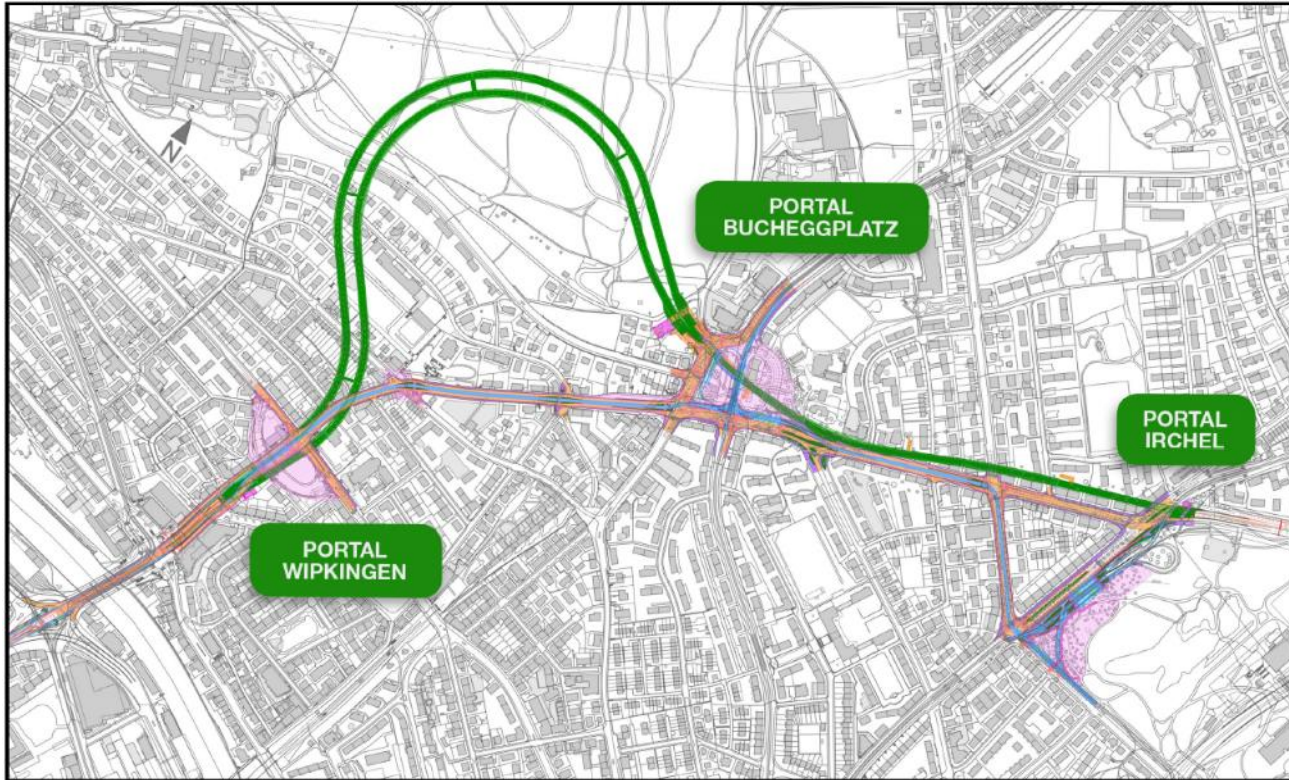 N
PORTAL
BUCHEGGPLATZ
PORTAL
IRCHEL
PORTAL
WIPKINGEN